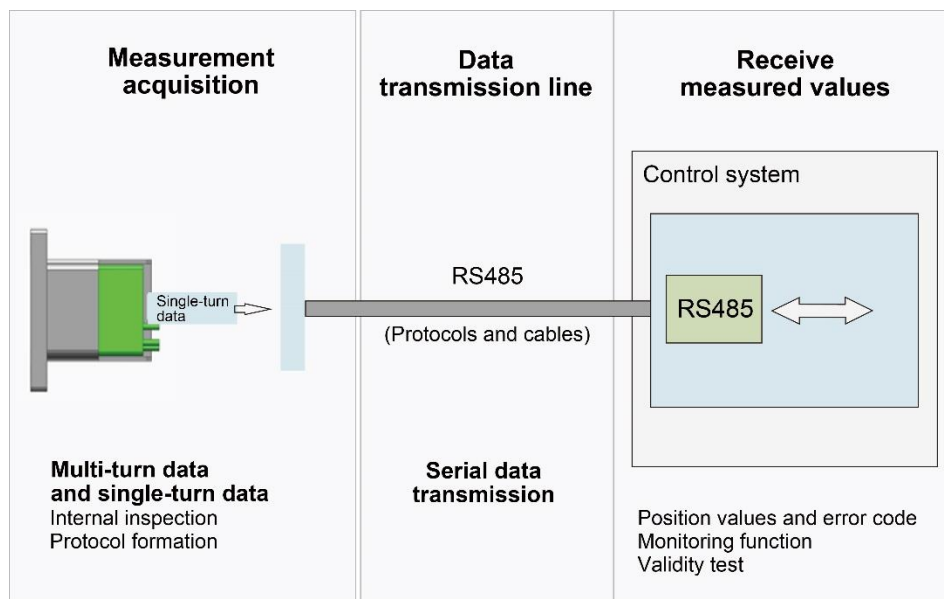 Measurement
acquisition
Data
transmission line
Receive
measured values
Control system
Single-turn
data
RS485
(Protocols and cables)
RS485
Multi-turn data
and single-turn data
Internal inspection
Protocol formation
Serial data
transmission
Position values and error code
Monitoring function
Validity test